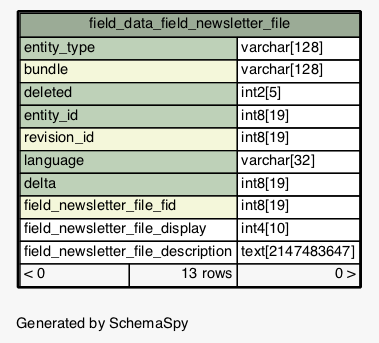 field_data_field_newsletter_file
entity_type varchar[128]
bundle varchar[128]
deleted int2[5]
entity_id int8[19]
revision_id int8[19]
language varchar[32]
delta int8[19]
field_newsletter_file_fid int8[19]
field_newsletter_file_display int4[10]
field_newsletter_file_description text[2147483647]
< 0 13 rows 0 >
Generated by SchemaSpy